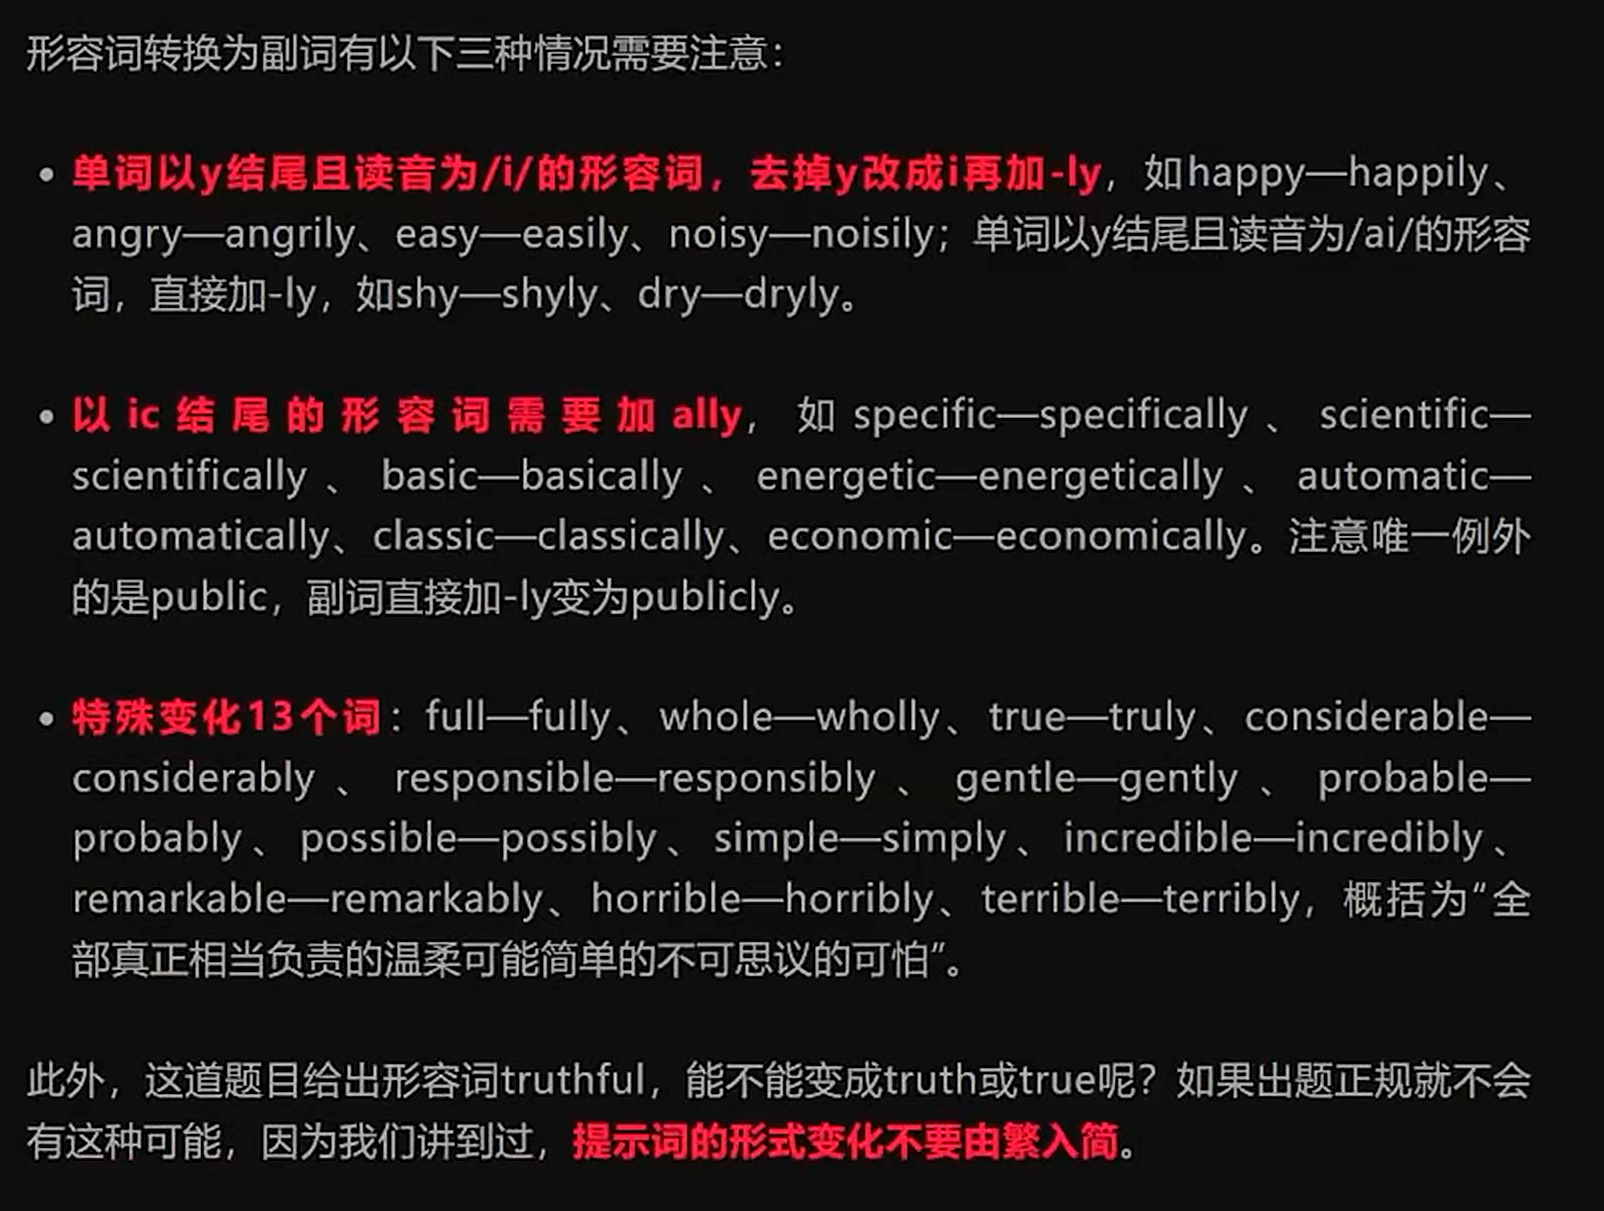 形容词转换为副词有以下三种情况需要注意：
• 单词以y结尾且读音为/i/的形容词，去掉y改成i再加-ly，如happy—happily、
angry—angrily、easy—easily、noisy—noisily；单词以y结尾且读音为/ai/的形容
词，直接加-ly，如shy—shyly、dry—dryly。
• 以 ic 结尾的形容词需要加 ally， 如 specific—specifically 、 scientific—
scientifically 、 basic—basically 、 energetic—energetically 、 automatic—
automatically、classic—classically、economic—economically。注意唯一例外
的是public，副词直接加-ly变为publicly。
• 特殊变化13个词：full—fully、whole—wholly、true—truly、considerable—
considerably 、 responsible—responsibly 、 gentle—gently 、 probable—
probably、possible—possibly、simple—simply、incredible—incredibly、
remarkable—remarkably、horrible—horribly、terrible—terribly，概括为“全
部真正相当负责的温柔可能简单的不可思议的可怕”。
此外，这道题目给出形容词truthful，能不能变成truth或true呢？如果出题正规就不会
有这种可能，因为我们讲到过，提示词的形式变化不要由繁入简。